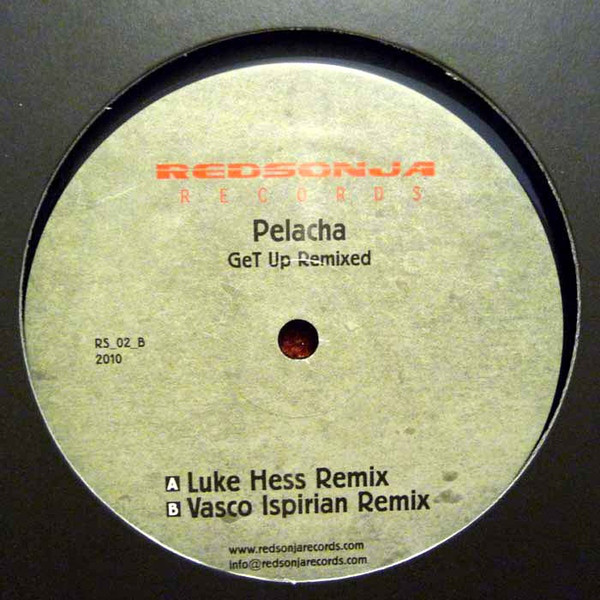 REDSONJA
RECORDS
Pelacha
GeT Up Remixed
RS_02_B
2010
A Luke Hess Remix
B Vasco Ispirian Remix
www.redsonjarecords.com
info@redsonjarecords.com